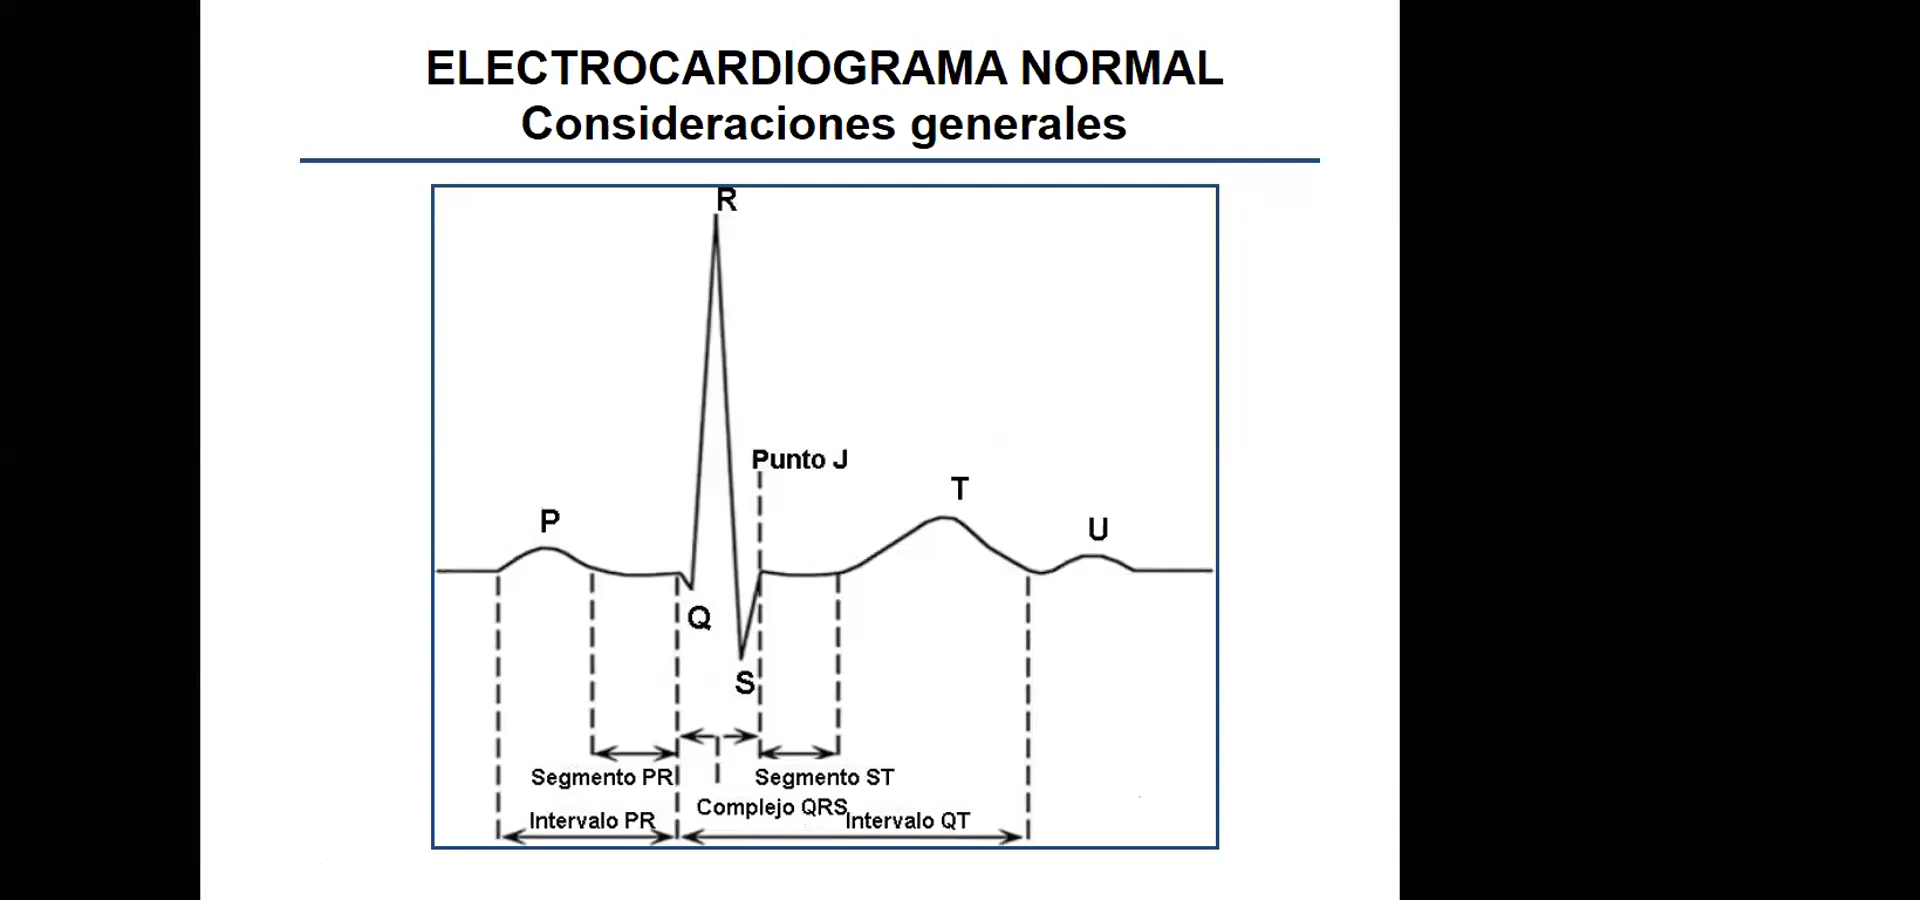 ELECTROCARDIOGRAMA NORMAL
Consideraciones generales
R
Punto J
T
P
U
Q
S
Segmento PR
Segmento ST
Complejo QRS
Intervalo PR
Intervalo QT